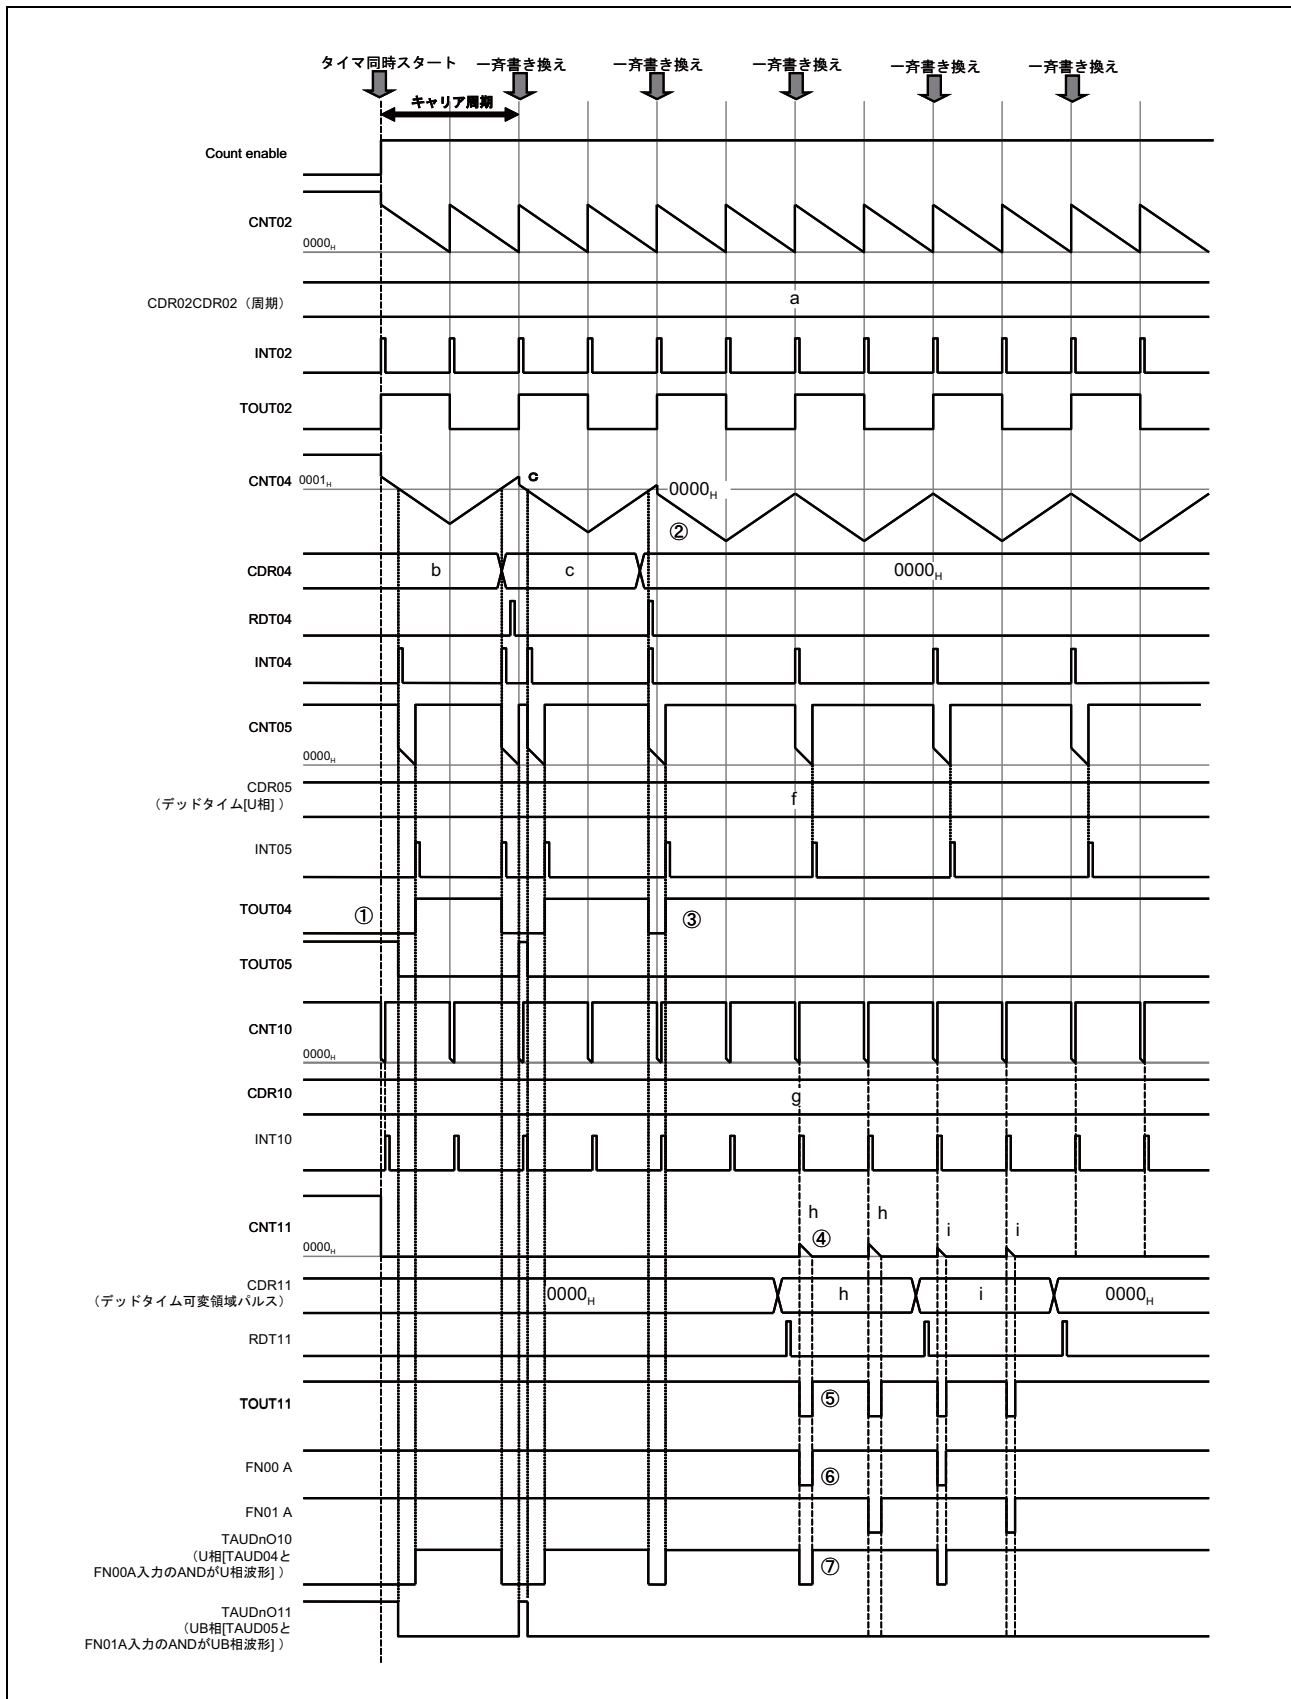 タイマ同時スタート
一斉書き換え
一斉書き換え
一斉書き換え
一斉書き換え
一斉書き換え
キャリア周期
Count enable
CNT02
0000H
CDR02CDR02（周期）
a
INT02
TOUT02
CNT04
0001H
c
0000H
②
CDR04
b
c
0000H
RDT04
INT04
CNT05
0000H
CDR05
（デッドタイム[U相]）
f
INT05
TOUT04
①
③
TOUT05
CNT10
0000H
CDR10
g
INT10
CNT11
0000H
h
h
i
i
④
CDR11
（デッドタイム可変領域パルス）
0000H
h
i
0000H
RDT11
TOUT11
⑤
FN00 A
⑥
FN01 A
TAUDnO10
（U相[TAUD04と
FN00A入力のANDがU相波形]）
⑦
TAUDnO11
（UB相[TAUD05と
FN01A入力のANDがUB相波形]）